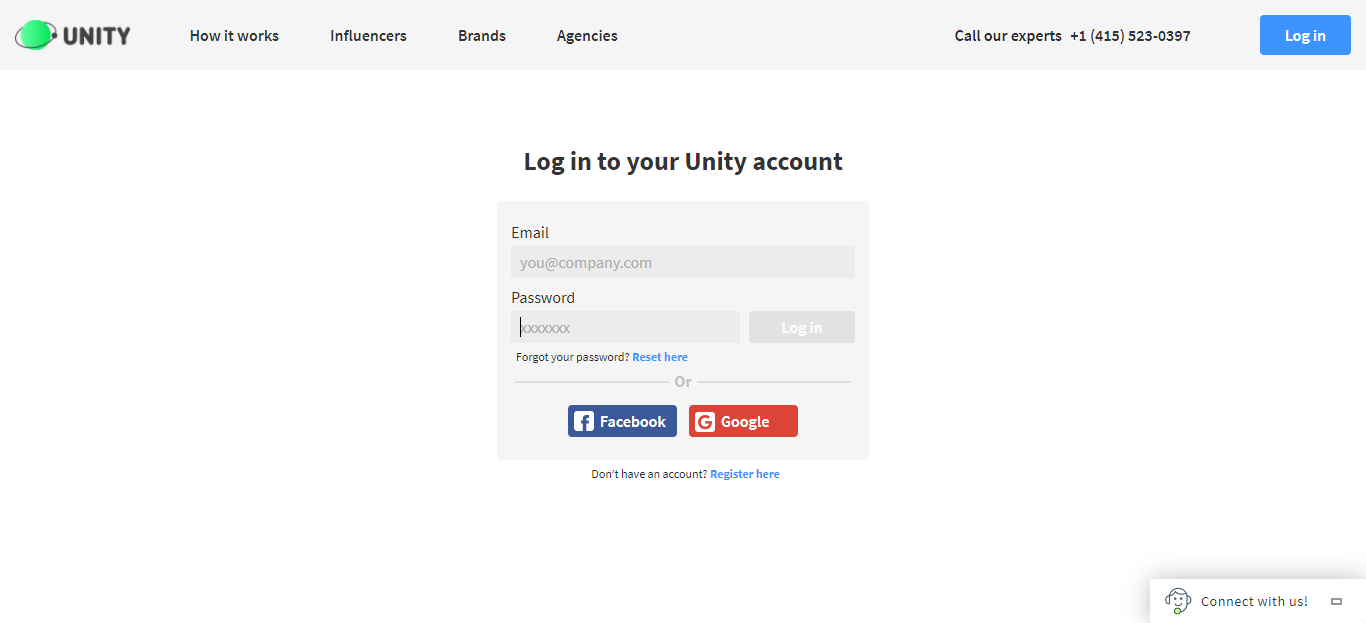 UNITY How it works Influencers Brands Agencies Call our experts +1 (415) 523-0397 Log in
Log in to your Unity account
Email
you@company.com
Password
xxxxxxx Log in
Forgot your password? Reset here
Or
Facebook Google
Don't have an account? Register here
Connect with us!